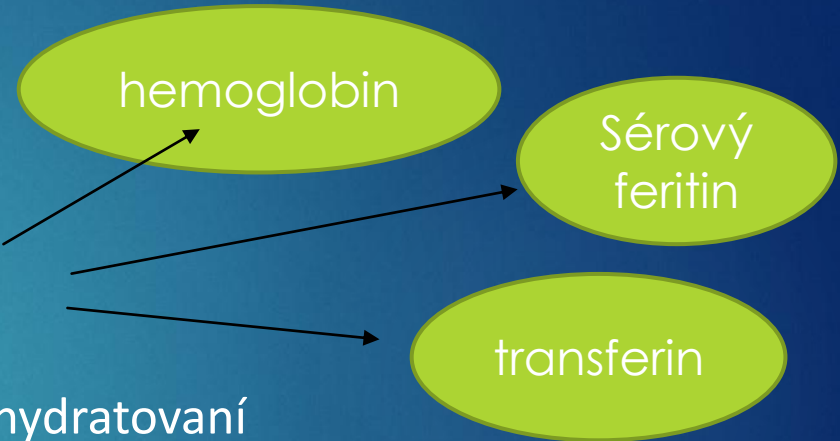 hemoglobin
Sérový
feritin
transferin
hydratovaní